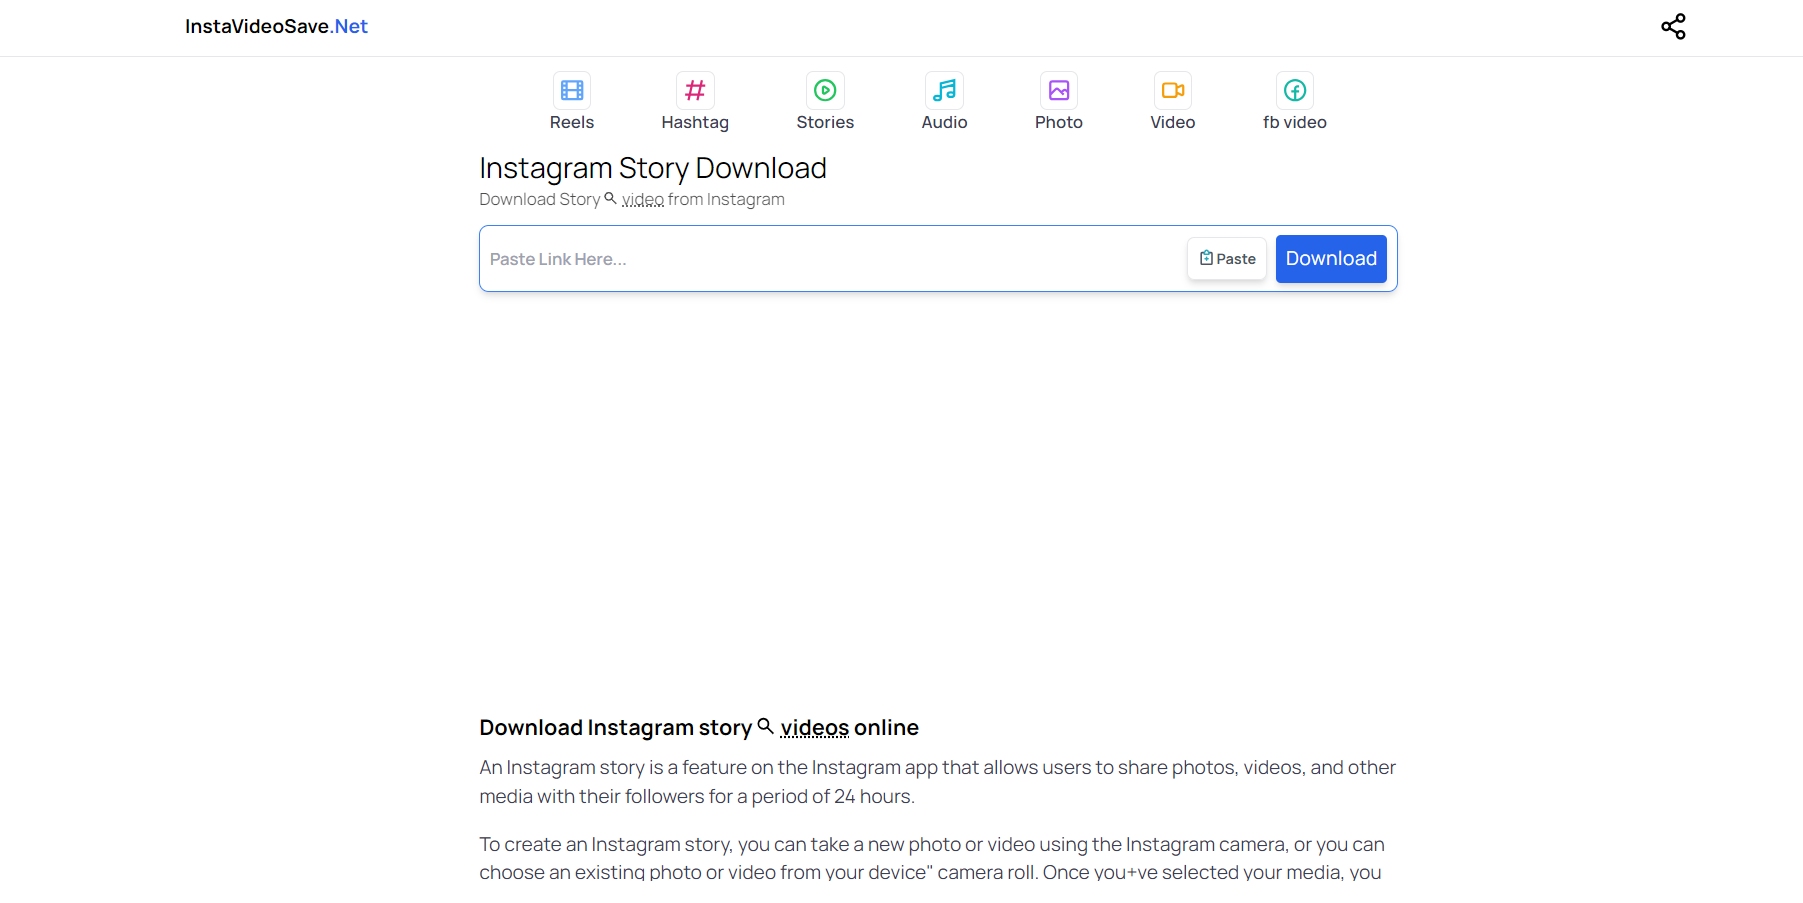 InstaVideoSave.Net
Reels
Hashtag
Stories
Audio
Photo
Video
fb video
Instagram Story Download
Download Story video from Instagram
Paste Link Here...
Paste
Download
Download Instagram story videos online
An Instagram story is a feature on the Instagram app that allows users to share photos, videos, and other
media with their followers for a period of 24 hours.
To create an Instagram story, you can take a new photo or video using the Instagram camera, or you can
choose an existing photo or video from your device" camera roll. Once you+ve selected your media, you